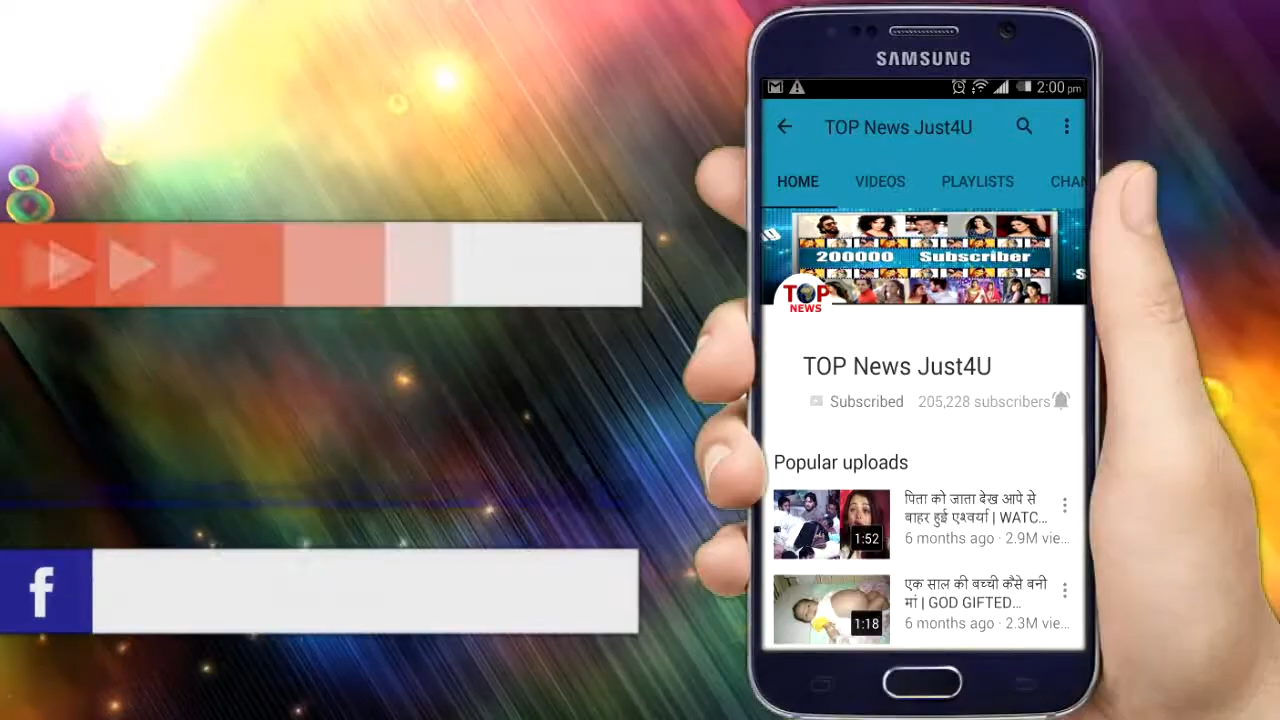 SAMSUNG
2:00 pm
TOP News Just4U
HOME VIDEOS PLAYLISTS CHAN
200000 Subscriber
TOP
NEWS
TOP News Just4U
Subscribed 205,228 subscribers
Popular uploads
पिता को जाता देख आपे से
बाहर हुई एश्वर्या | WATC...
6 months ago · 2.9M vie...
1:52
एक साल की बच्ची कैसे बनी
मां | GOD GIFTED...
6 months ago · 2.3M vie...
1:18
f